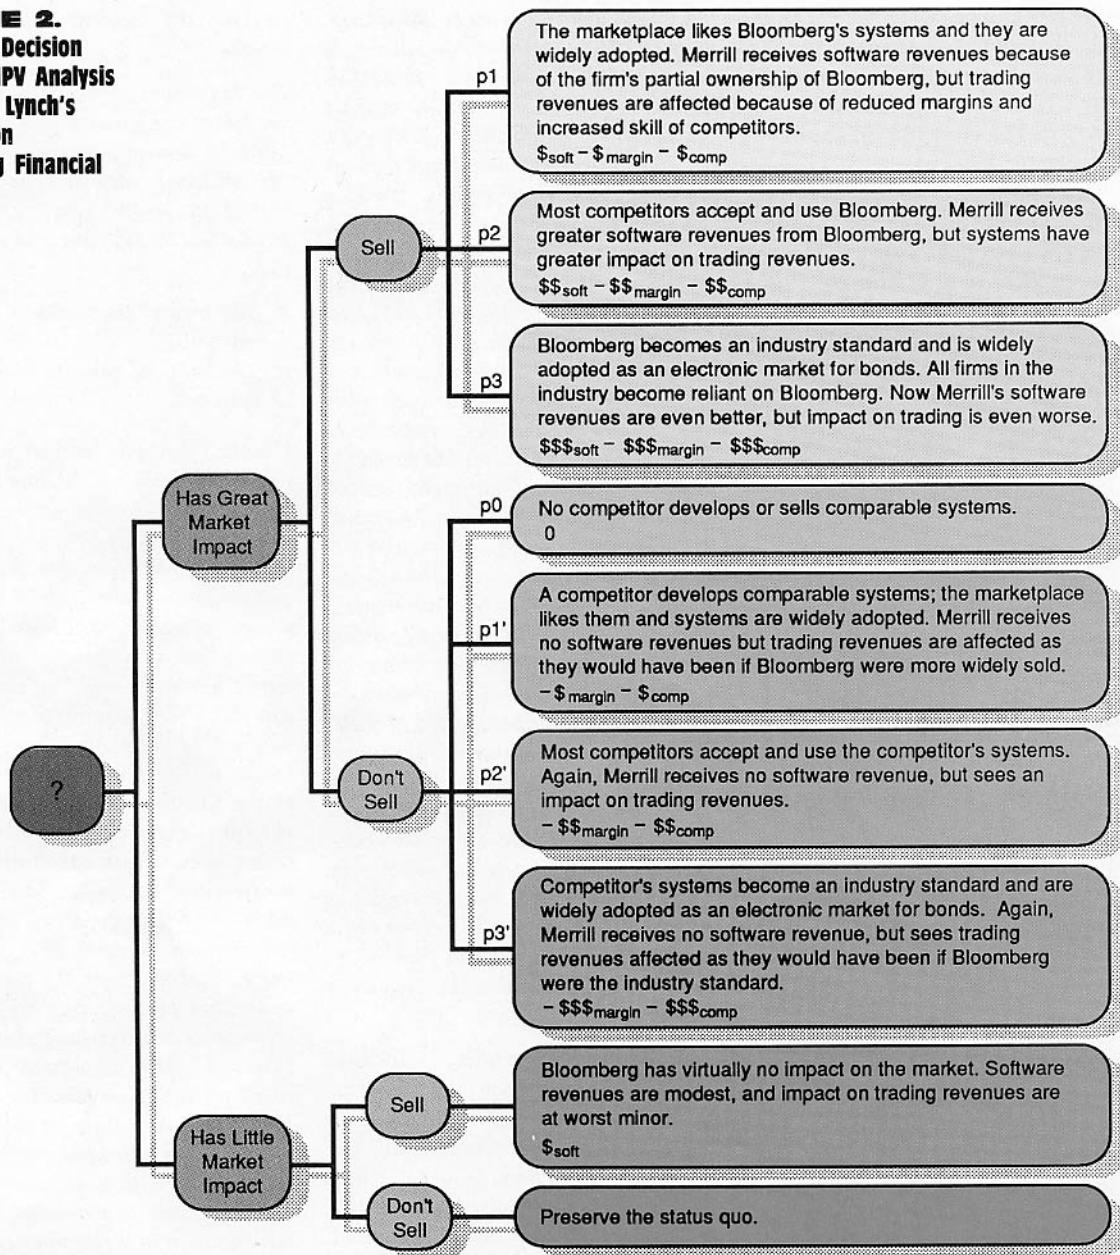 E 2.
Decision
PV Analysis
Lynch's
n
g Financial
p1
The marketplace likes Bloomberg's systems and they are
widely adopted. Merrill receives software revenues because
of the firm's partial ownership of Bloomberg, but trading
revenues are affected because of reduced margins and
increased skill of competitors.
$soft – $margin – $comp
Sell
p2
Most competitors accept and use Bloomberg. Merrill receives
greater software revenues from Bloomberg, but systems have
greater impact on trading revenues.
$$soft – $$margin – $$comp
p3
Bloomberg becomes an industry standard and is widely
adopted as an electronic market for bonds. All firms in the
industry become reliant on Bloomberg. Now Merrill's software
revenues are even better, but impact on trading is even worse.
$$$soft – $$$margin – $$$comp
Has Great
Market
Impact
p0
No competitor develops or sells comparable systems.
0
p1'
A competitor develops comparable systems; the marketplace
likes them and systems are widely adopted. Merrill receives
no software revenues but trading revenues are affected as
they would have been if Bloomberg were more widely sold.
– $margin – $comp
?
Don't
Sell
p2'
Most competitors accept and use the competitor's systems.
Again, Merrill receives no software revenue, but sees an
impact on trading revenues.
– $$margin – $$comp
p3'
Competitor's systems become an industry standard and are
widely adopted as an electronic market for bonds. Again,
Merrill receives no software revenue, but sees trading
revenues affected as they would have been if Bloomberg
were the industry standard.
– $$$margin – $$$comp
Has Little
Market
Impact
Sell
Bloomberg has virtually no impact on the market. Software
revenues are modest, and impact on trading revenues are
at worst minor.
$soft
Don't
Sell
Preserve the status quo.